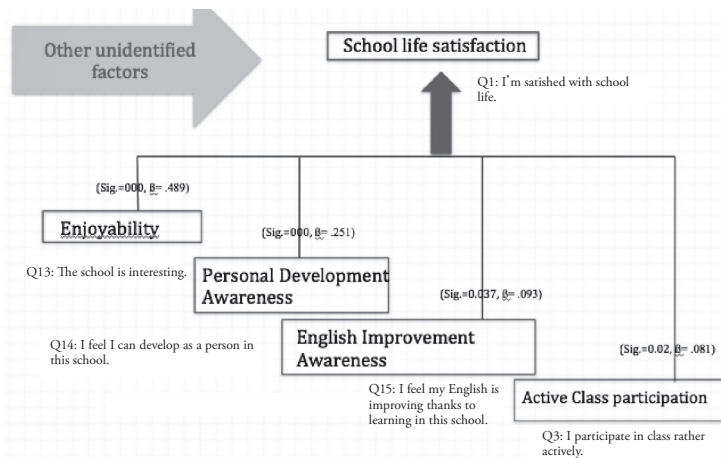 Other unidentified
factors
School life satisfaction
Q1: I'm satished with school
life.
(Sig.=000, β= .489)
Enjoyability
(Sig.=000, β= .251)
Q13: The school is interesting.
Personal Development
Awareness
(Sig.=0.037, β= .093)
Q14: I feel I can develop as a person in
this school.
English Improvement
Awareness
(Sig.=0.02, β= .081)
Q15: I feel my English is
improving thanks to
learning in this school.
Active Class participation
Q3: I participate in class rather
actively.